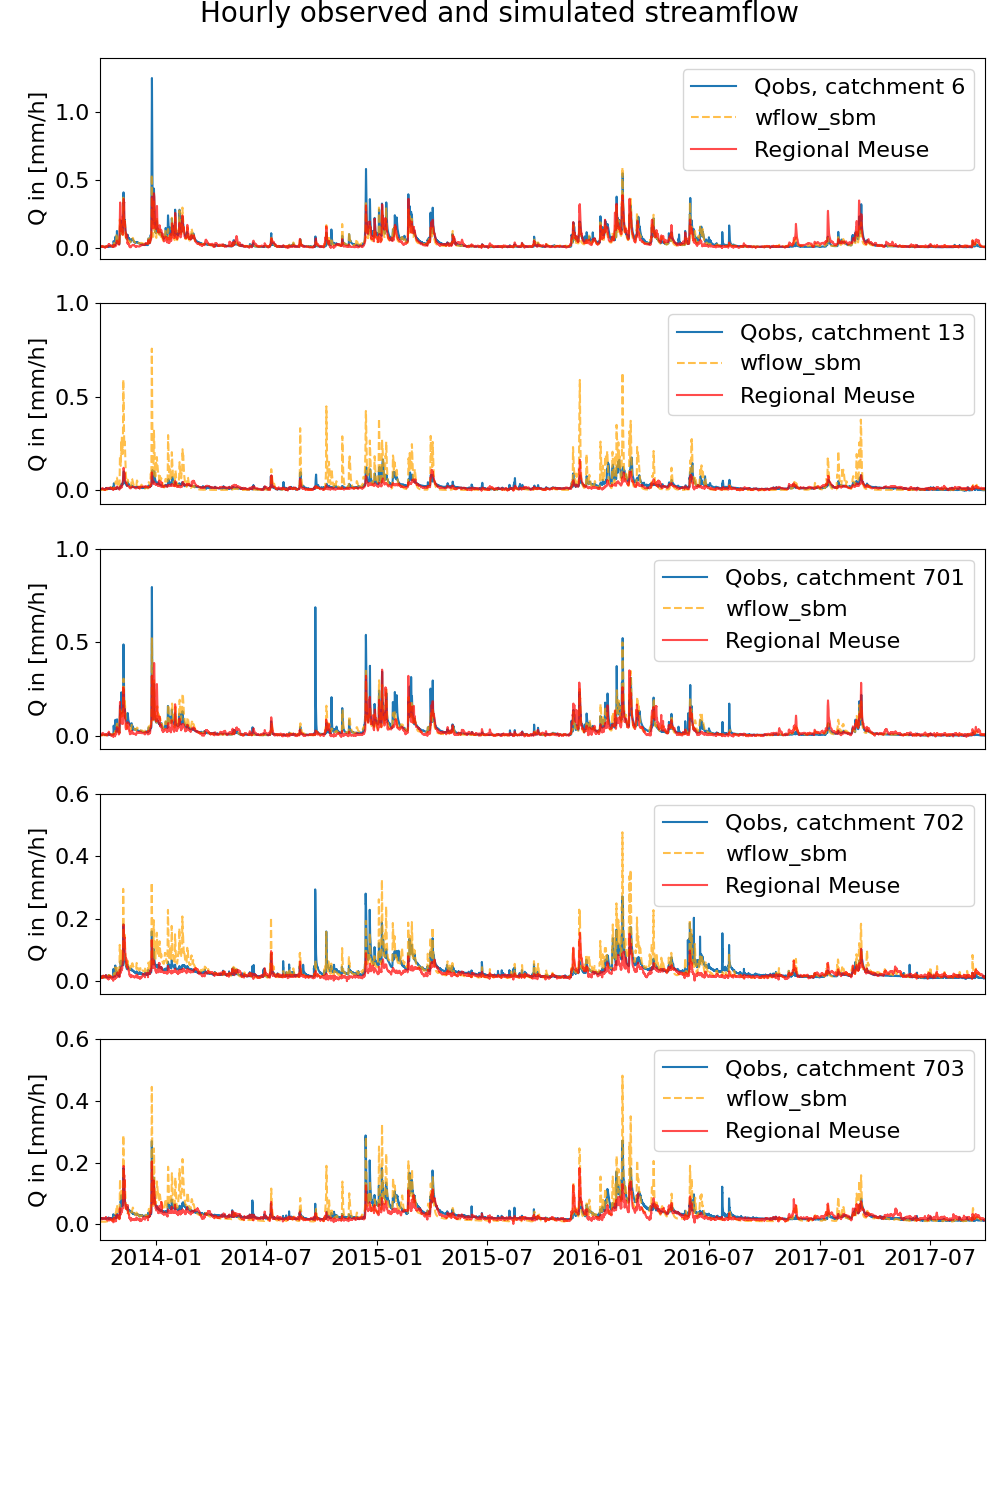 Hourly observed and simulated streamflow
Q in [mm/h]
1.0
0.5
0.0
Qobs, catchment 6
wflow_sbm
Regional Meuse
Q in [mm/h]
1.0
0.5
0.0
Qobs, catchment 13
wflow_sbm
Regional Meuse
Q in [mm/h]
1.0
0.5
0.0
Qobs, catchment 701
wflow_sbm
Regional Meuse
Q in [mm/h]
0.6
0.4
0.2
0.0
Qobs, catchment 702
wflow_sbm
Regional Meuse
Q in [mm/h]
0.6
0.4
0.2
0.0
Qobs, catchment 703
wflow_sbm
Regional Meuse
2014-01 2014-07 2015-01 2015-07 2016-01 2016-07 2017-01 2017-07